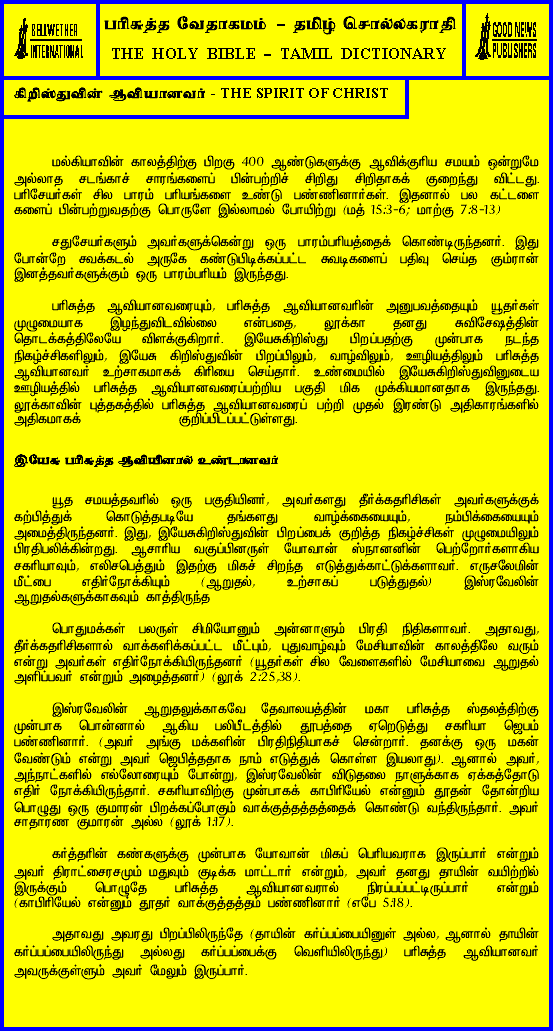 BELLWETHER
INTERNATIONAL
பரிசுத்த வேதாகமம் – தமிழ் சொல்லகராதி
THE HOLY BIBLE – TAMIL DICTIONARY
GOOD NEWS
PUBLISHERS
கிறிஸ்துவின் ஆவியானவர் - THE SPIRIT OF CHRIST
மல்கியாவின் காலத்திற்கு பிறகு 400 ஆண்டுகளுக்கு ஆவிக்குரிய சமயம் ஒன்றுமே
அல்லாத சடங்காச் சாரங்களைப் பின்பற்றிச் சிறிது சிறிதாகக் குறைந்து விட்டது.
பரிசேயர்கள் சில பாரம் பரியங்களை உண்டு பண்ணினார்கள். இதனால் பல கட்டளை
களைப் பின்பற்றுவதற்கு பொருளே இல்லாமல் போயிற்று (மத் 15:3-6; மாற்கு 7:8-13)
சதுசேயர்களும் அவர்களுக்கென்று ஒரு பாரம்பரியத்தைக் கொண்டிருந்தனர். இது
போன்றே சவக்கடல் அருகே கண்டுபிடிக்கப்பட்ட சுவடிகளைப் பதிவு செய்த கும்ரான்
இனத்தவர்களுக்கும் ஒரு பாரம்பரியம் இருந்தது.
பரிசுத்த ஆவியானவரையும், பரிசுத்த ஆவியானவரின் அனுபவத்தையும் யூதர்கள்
முழுமையாக இழந்துவிடவில்லை என்பதை, லூக்கா தனது சுவிசேஷத்தின்
தொடக்கத்திலேயே விளக்குகிறார். இயேசுகிறிஸ்து பிறப்பதற்கு முன்பாக நடந்த
நிகழ்ச்சிகளிலும், இயேசு கிறிஸ்துவின் பிறப்பிலும், வாழ்விலும், ஊழியத்திலும் பரிசுத்த
ஆவியானவர் உற்சாகமாகக் கிரியை செய்தார். உண்மையில் இயேசுகிறிஸ்துவினுடைய
ஊழியத்தில் பரிசுத்த ஆவியானவரைப்பற்றிய பகுதி மிக முக்கியமானதாக இருந்தது.
லூக்காவின் புத்தகத்தில் பரிசுத்த ஆவியானவரைப் பற்றி முதல் இரண்டு அதிகாரங்களில்
அதிகமாகக் குறிப்பிடப்பட்டுள்ளது.
இயேசு பரிசுத்த ஆவியினால் உண்டானவர்
யூத சமயத்தவரில் ஒரு பகுதியினர், அவர்களது தீர்க்கதரிசிகள் அவர்களுக்குக்
கற்பித்துக் கொடுத்தபடியே தங்களது வாழ்க்கையையும், நம்பிக்கையையும்
அமைத்திருந்தனர். இது, இயேசுகிறிஸ்துவின் பிறப்பைக் குறித்த நிகழ்ச்சிகள் முழுமையிலும்
பிரதிபலிக்கின்றது. ஆசாரிய வகுப்பினருள் யோவான் ஸ்நானனின் பெற்றோர்களாகிய
சகரியாவும், எலிசபெத்தும் இதற்கு மிகச் சிறந்த எடுத்துக்காட்டுக்களாவர். எருசலேமின்
மீட்பை எதிர்நோக்கியும் (ஆறுதல், உற்சாகப் படுத்துதல்) இஸ்ரவேலின்
ஆறுதல்களுக்காகவும் காத்திருந்த
பொதுமக்கள் பலருள் சிமியோனும் அன்னாளும் பிரதி நிதிகளாவர். அதாவது,
தீர்க்கதரிசிகளால் வாக்களிக்கப்பட்ட மீட்பும், புதுவாழ்வும் மேசியாவின் காலத்திலே வரும்
என்று அவர்கள் எதிர்நோக்கியிருந்தனர் (யூதர்கள் சில வேளைகளில் மேசியாவை ஆறுதல்
அளிப்பவர் என்றும் அழைத்தனர்) (லூக் 2:25,38).
இஸ்ரவேலின் ஆறுதலுக்காகவே தேவாலயத்தின் மகா பரிசுத்த ஸ்தலத்திற்கு
முன்பாக பொன்னால் ஆகிய பலிபீடத்தில் தூபத்தை ஏறெடுத்து சகரியா ஜெபம்
பண்ணினார். (அவர் அங்கு மக்களின் பிரதிநிதியாகச் சென்றார். தனக்கு ஒரு மகன்
வேண்டும் என்று அவர் ஜெபித்ததாக நாம் எடுத்துக் கொள்ள இயலாது). ஆனால் அவர்,
அந்நாட்களில் எல்லோரையும் போன்று, இஸ்ரவேலின் விடுதலை நாளுக்காக ஏக்கத்தோடு
எதிர் நோக்கியிருந்தார். சகரியாவிற்கு முன்பாகக் காபிரியேல் என்னும் தூதன் தோன்றிய
பொழுது ஒரு குமாரன் பிறக்கப்போகும் வாக்குத்தத்தத்தைக் கொண்டு வந்திருந்தார். அவர்
சாதாரண குமாரன் அல்ல (லூக் 1:17).
கர்த்தரின் கண்களுக்கு முன்பாக யோவான் மிகப் பெரியவராக இருப்பார் என்றும்
அவர் திராட்சைரசமும் மதுவும் குடிக்க மாட்டார் என்றும், அவர் தனது தாயின் வயிற்றில்
இருக்கும் பொழுதே பரிசுத்த ஆவியானவரால் நிரப்பப்பட்டிருப்பார் என்றும்
(காபிரியேல் என்னும் தூதர் வாக்குத்தத்தம் பண்ணினார் (எபே 5:18).
அதாவது அவரது பிறப்பிலிருந்தே (தாயின் கர்ப்பப்பையினுள் அல்ல, ஆனால் தாயின்
கர்ப்பப்பையிலிருந்து அல்லது கர்ப்பப்பைக்கு வெளியிலிருந்து) பரிசுத்த ஆவியானவர்
அவருக்குள்ளும் அவர் மேலும் இருப்பார்.